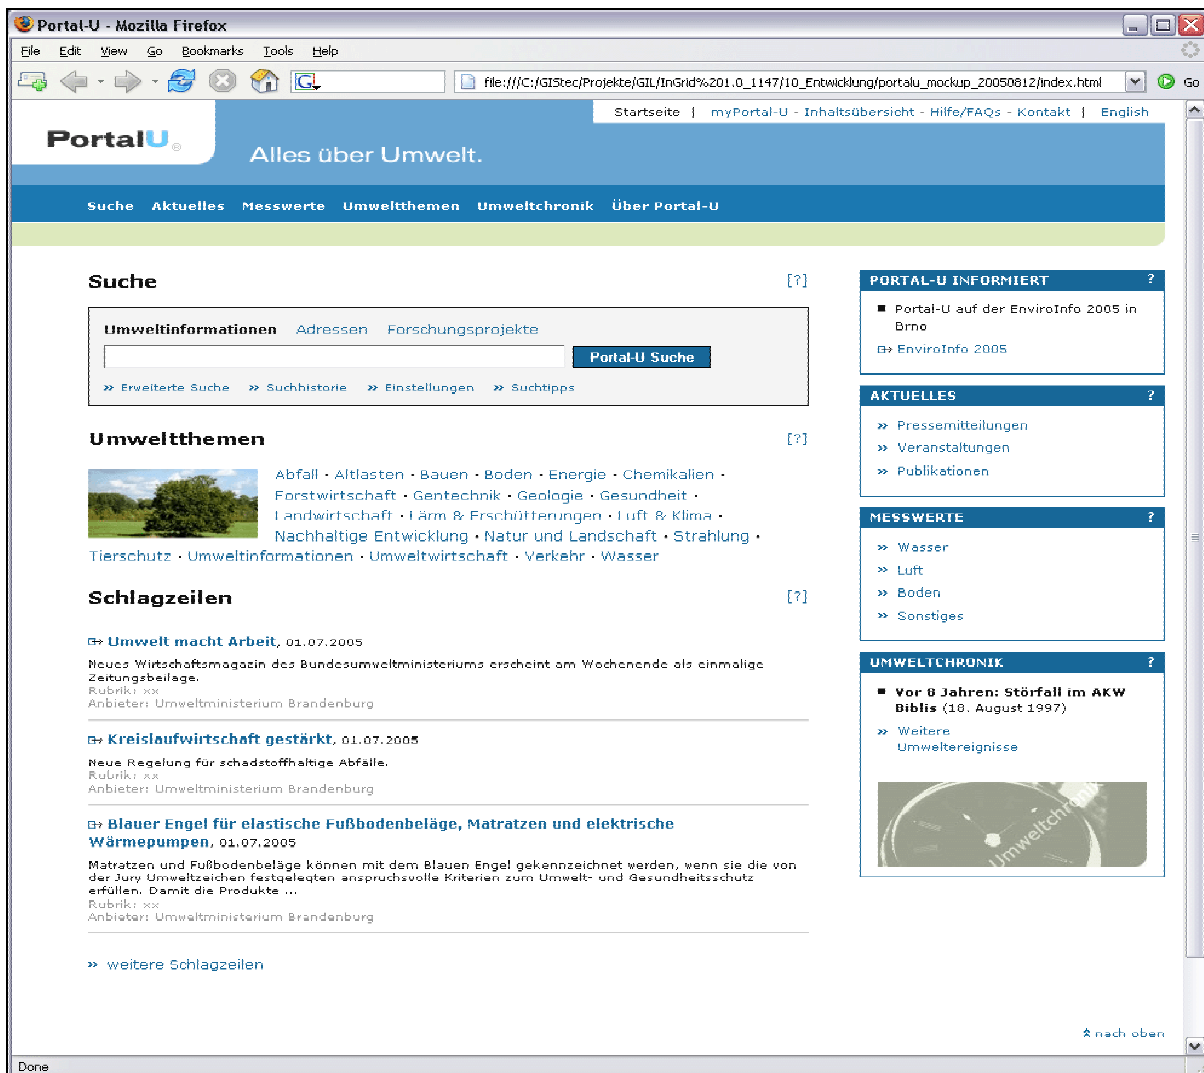 Portal-U - Mozilla Firefox
File Edit View Go Bookmarks Tools Help
file:///C:/GIStec/Projekte/GIL/InGrid%201.0_1147/10_Entwicklung/portalu_mockup_20050812/index.html Go
Startseite | myPortal-U - Inhaltsübersicht - Hilfe/FAQs - Kontakt | English
PortalU®
Alles über Umwelt.
Suche Aktuelles Messwerte Umweltthemen Umweltchronik Über Portal-U
Suche [?]
Umweltinformationen Adressen Forschungsprojekte
Portal-U Suche
» Erweiterte Suche » Suchhistorie » Einstellungen » Suchtipps
Umweltthemen [?]
Abfall · Altlasten · Bauen · Boden · Energie · Chemikalien ·
Forstwirtschaft · Gentechnik · Geologie · Gesundheit ·
Landwirtschaft · Lärm & Erschütterungen · Luft & Klima ·
Nachhaltige Entwicklung · Natur und Landschaft · Strahlung ·
Tierschutz · Umweltinformationen · Umweltwirtschaft · Verkehr · Wasser
Schlagzeilen [?]
Umwelt macht Arbeit, 01.07.2005
Neues Wirtschaftsmagazin des Bundesumweltministeriums erscheint am Wochenende als einmalige
Zeitungsbeilage.
Rubrik: xx
Anbieter: Umweltministerium Brandenburg
Kreislaufwirtschaft gestärkt, 01.07.2005
Neue Regelung für schadstoffhaltige Abfälle.
Rubrik: xx
Anbieter: Umweltministerium Brandenburg
Blauer Engel für elastische Fußbodenbeläge, Matratzen und elektrische
Wärmepumpen, 01.07.2005
Matratzen und Fußbodenbeläge können mit dem Blauen Engel gekennzeichnet werden, wenn sie die von
der Jury Umweltzeichen festgelegten anspruchsvolle Kriterien zum Umwelt- und Gesundheitsschutz
erfüllen. Damit die Produkte ...
Rubrik: xx
Anbieter: Umweltministerium Brandenburg
» weitere Schlagzeilen
PORTAL-U INFORMIERT ?
Portal-U auf der EnviroInfo 2005 in
Brno
EnviroInfo 2005
AKTUELLES ?
» Pressemitteilungen
» Veranstaltungen
» Publikationen
MESSWERTE ?
» Wasser
» Luft
» Boden
» Sonstiges
UMWELTCHRONIK ?
Vor 8 Jahren: Störfall im AKW
Biblis (18. August 1997)
» Weitere
Umweltereignisse
Umweltchronik
nach oben
Done